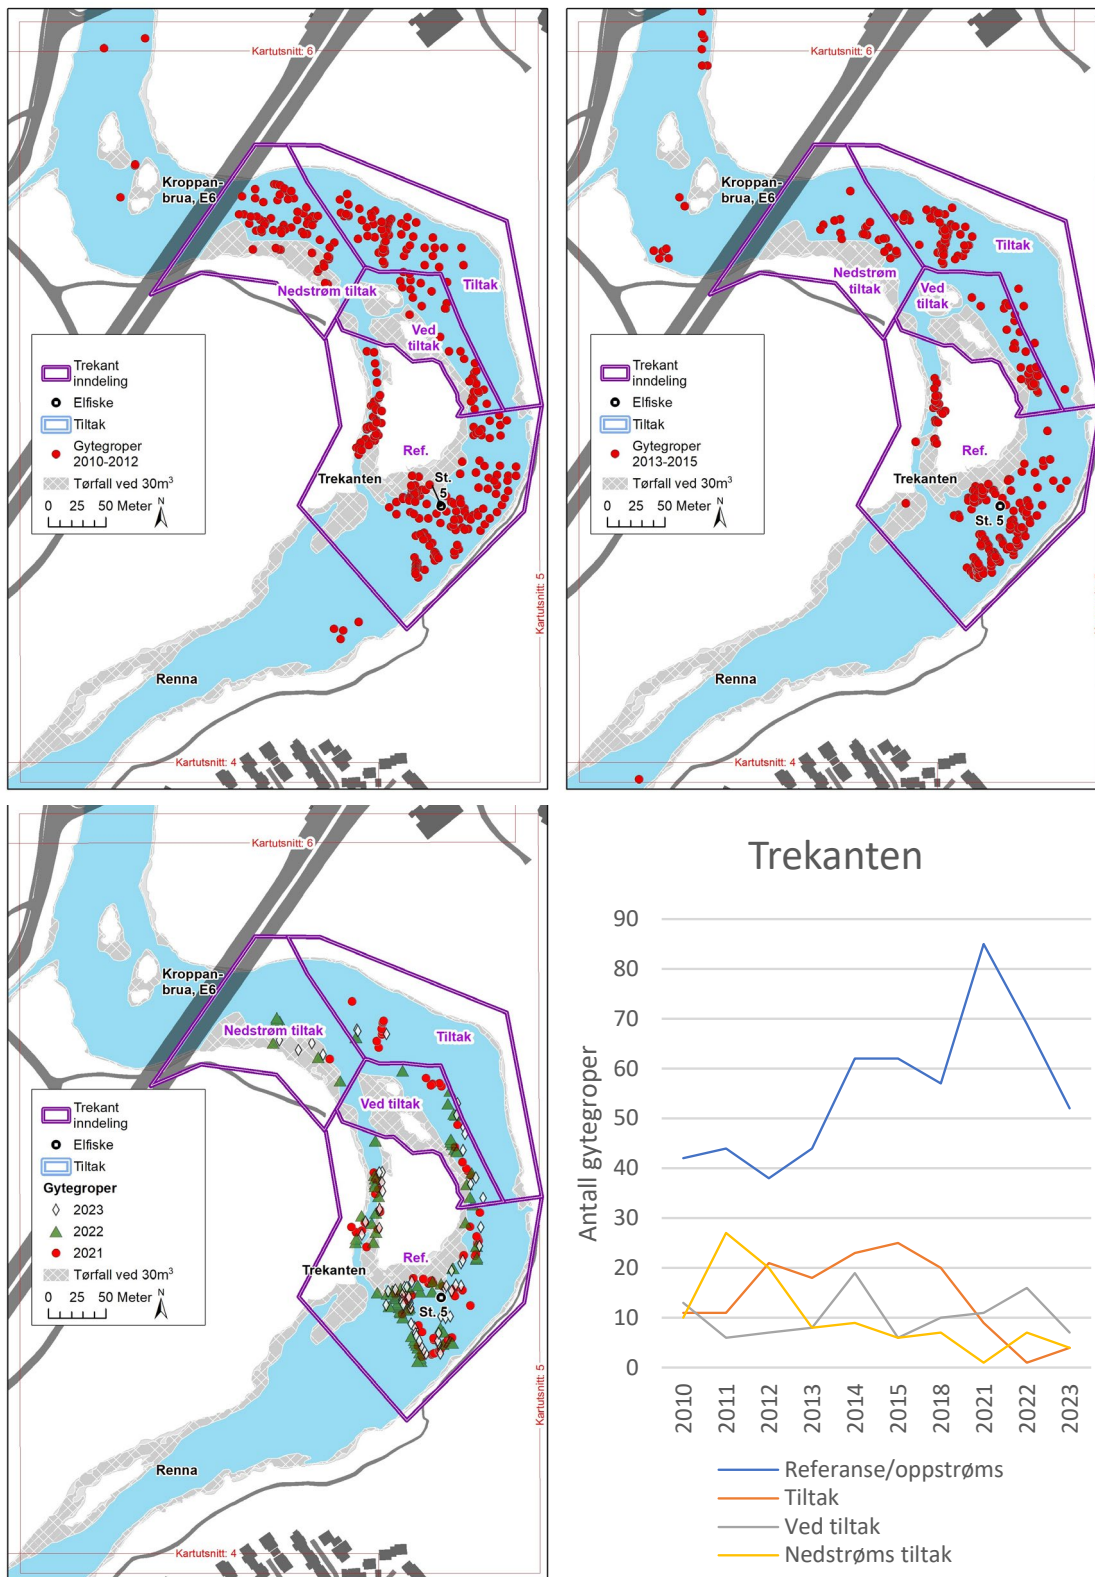 Kartutsnitt: 6
Kroppan-
brua, E6
Nedstrøm tiltak
Tiltak
Ved
tiltak
Trekant
inndeling
Elfiske
Tiltak
Gytegroper
2010-2012
Tørfall ved 30m³
0 25 50 Meter N
Ref.
Trekanten
St.
5
Kartutsnitt: 5
Renna
Kartutsnitt: 4
Kartutsnitt: 6
Kroppan-
brua, E6
Tiltak
Nedstrøm
tiltak
Ved
tiltak
Trekant
inndeling
Elfiske
Tiltak
Gytegroper
2013-2015
Tørfall ved 30m³
0 25 50 Meter N
Ref.
Trekanten
St. 5
Renna
Kartutsnitt: 4
Kartutsnitt: 6
Kroppan-
brua, E6
Nedstrøm tiltak
Tiltak
Ved tiltak
Trekant
inndeling
Elfiske
Tiltak
Gytegroper
2023
2022
2021
Tørfall ved 30m³
0 25 50 Meter N
Ref.
Trekanten
St. 5
Kartutsnitt: 5
Renna
Kartutsnitt: 4
Trekanten
Antall gytegroper
90
80
70
60
50
40
30
20
10
0
2010 2011 2012 2013 2014 2015 2018 2021 2022 2023
Referanse/oppstrøms
Tiltak
Ved tiltak
Nedstrøms tiltak